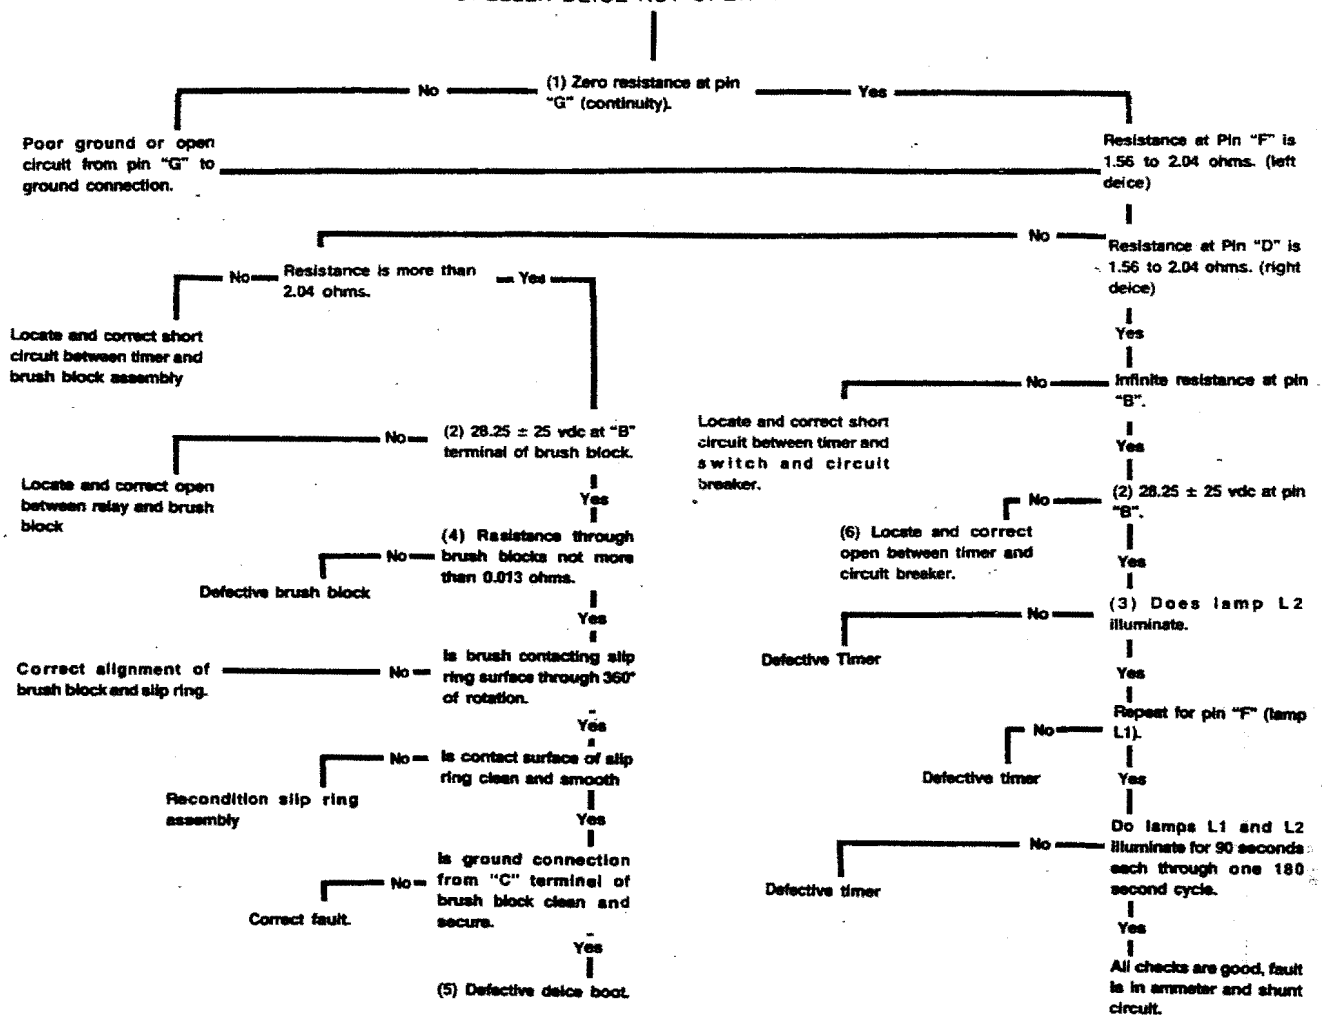 No
(1) Zero resistance at pin
"G" (continuity).
Yes
Poor ground or open
circuit from pin "G" to
ground connection.
Resistance at Pin "F" is
1.56 to 2.04 ohms. (left
deice)
No
Resistance at Pin "D" is
1.56 to 2.04 ohms. (right
deice)
No
Resistance is more than
2.04 ohms.
Yes
Locate and correct short
circuit between timer and
brush block assembly
Yes
No
Infinite resistance at pin
"B".
Locate and correct short
circuit between timer and
switch and circuit
breaker.
No
(2) 28.25 ± 25 vdc at "B"
terminal of brush block.
Yes
Locate and correct open
between relay and brush
block
Yes
No
(2) 28.25 ± 25 vdc at pin
"B".
(6) Locate and correct
open between timer and
circuit breaker.
No
(4) Rasistance through
brush blocks not more
than 0.013 ohms.
Defective brush block
Yes
No
(3) Does lamp L2
illuminate.
Defective Timer
Yes
Correct alignment of
brush block and slip ring.
No
Is brush contacting slip
ring surface through 360°
of rotation.
Yes
Yes
No
Repeat for pin "F" (lamp
L1).
Defective timer
No
Is contact surface of slip
ring clean and smooth
Recondition slip ring
assembly
Yes
Yes
No
Do lamps L1 and L2
illuminate for 90 seconds
each through one 180
second cycle.
Defective timer
No
Is ground connection
from "C" terminal of
brush block clean and
secure.
Correct fault.
Yes
Yes
(5) Defective deice boot.
All checks are good, fault
is in ammeter and shunt
circuit.